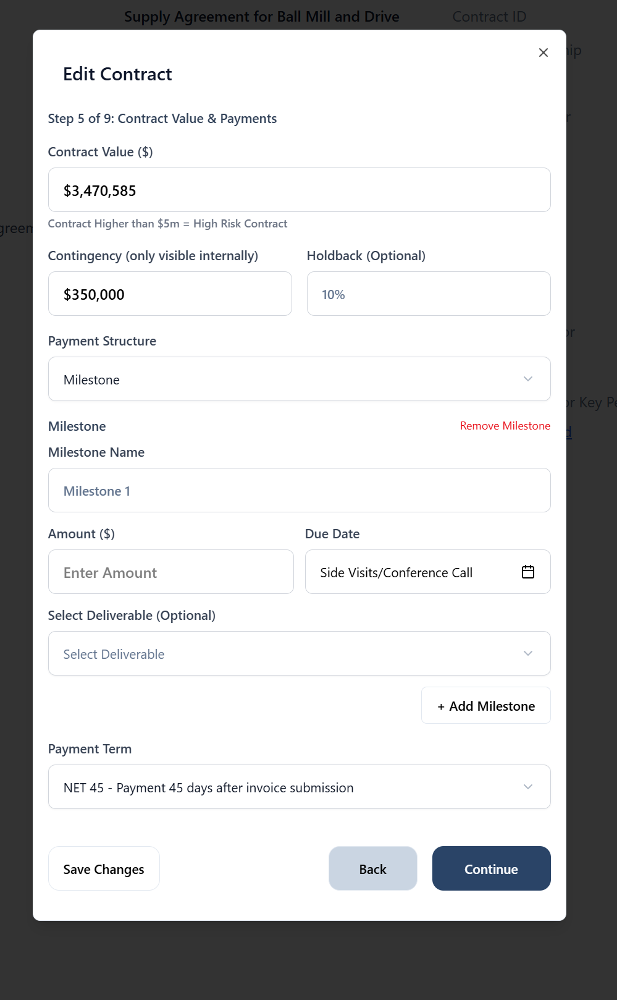 Supply Agreement for Ball Mill and Drive
Contract ID
Edit Contract
Step 5 of 9: Contract Value & Payments
Contract Value ($)
$3,470,585
Contract Higher than $5m = High Risk Contract
Contingency (only visible internally)
Holdback (Optional)
$350,000
10%
Payment Structure
Milestone
Milestone
Remove Milestone
Milestone Name
Milestone 1
Amount ($)
Due Date
Enter Amount
Side Visits/Conference Call
Select Deliverable (Optional)
Select Deliverable
+ Add Milestone
Payment Term
NET 45 - Payment 45 days after invoice submission
Save Changes
Back
Continue
Key